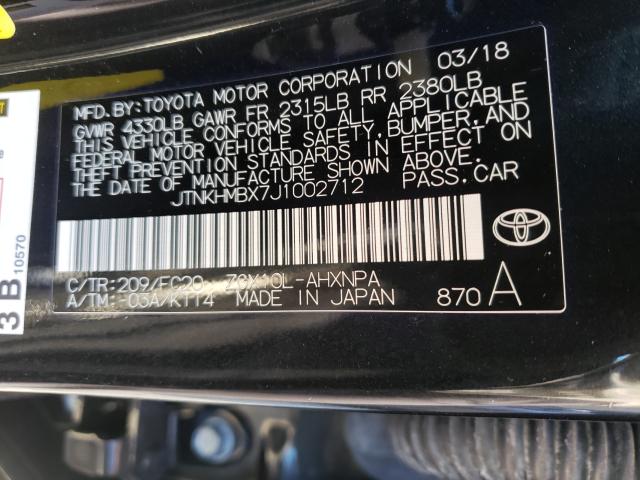 MFD.BY:TOYOTA MOTOR CORPORATION 03/18
GVWR 4330LB GAWR FR 2315LB RR 2380LB
THIS VEHICLE CONFORMS TO ALL APPLICABLE
FEDERAL MOTOR VEHICLE SAFETY,BUMPER,AND
THEFT PREVENTION STANDARDS IN EFFECT ON
THE DATE OF MANUFACTURE SHOWN ABOVE.
JTNKHMBX7J1002712 PASS.CAR
C/TR:209/FC20 ZGX10L-AHXNPA
A/TM:-03A/K114 MADE IN JAPAN 870A
3 B
10570